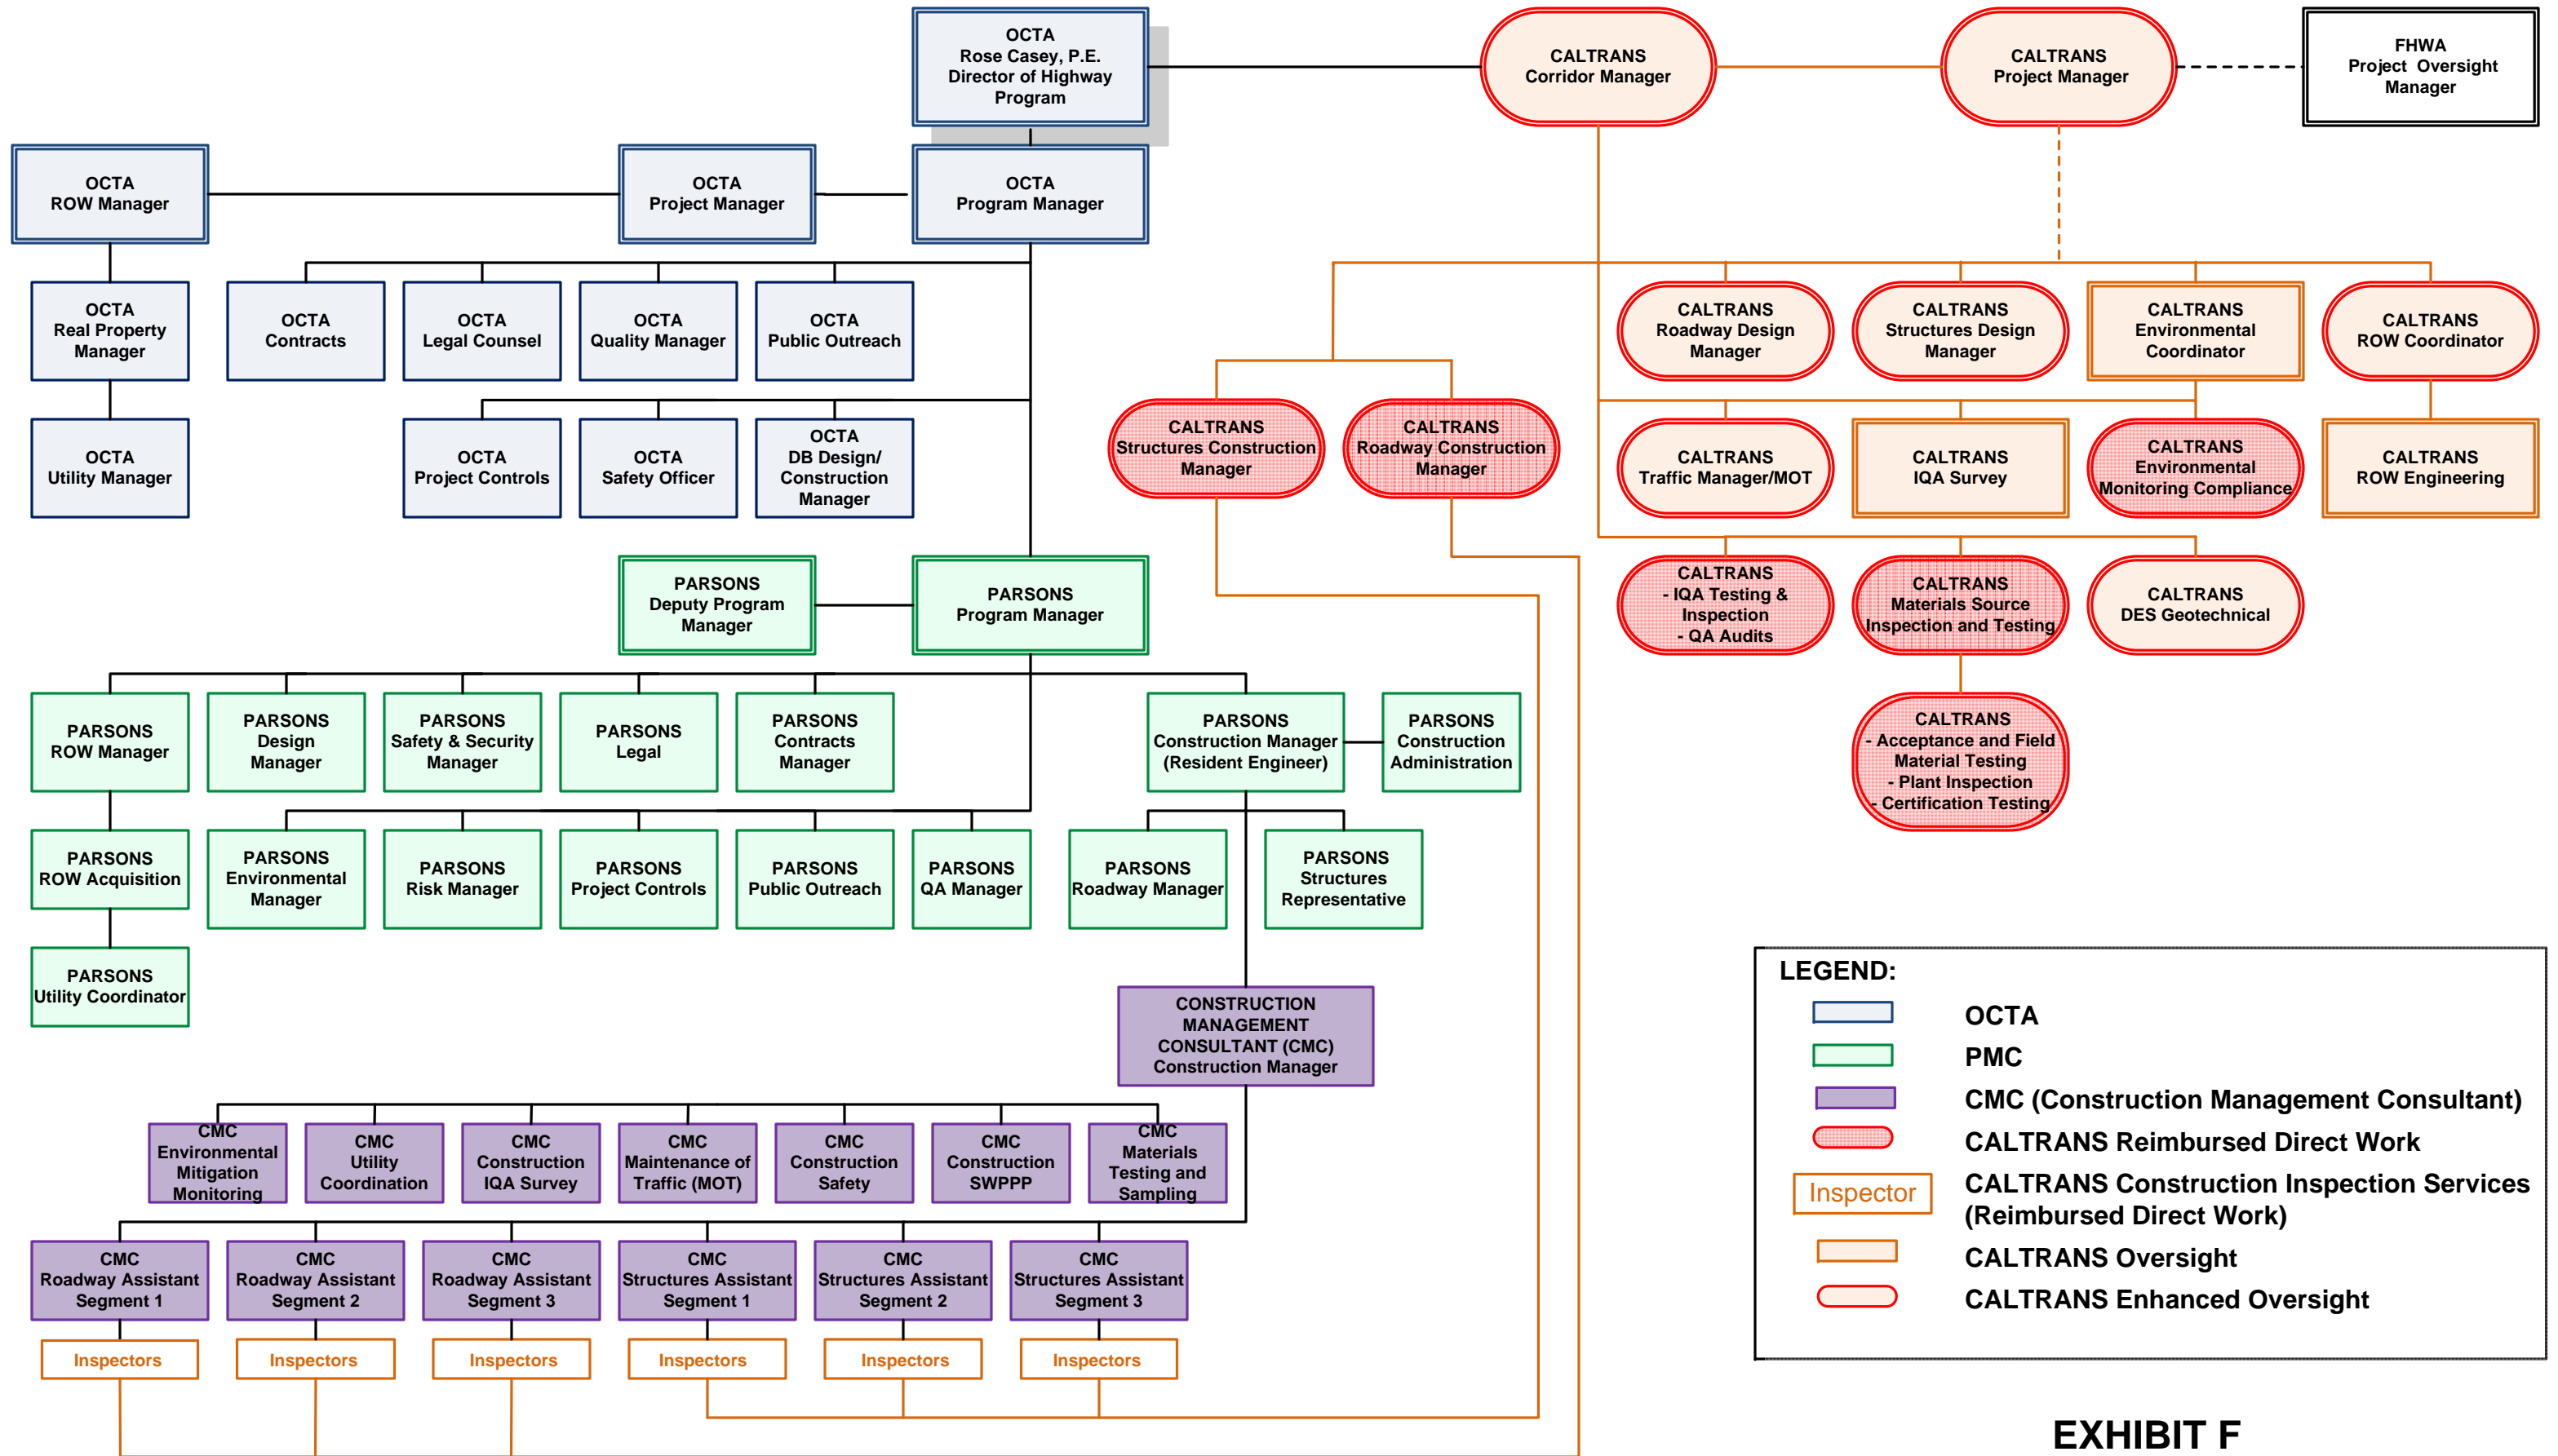 OCTA
Rose Casey, P.E.
Director of Highway
Program
CALTRANS
Corridor Manager
CALTRANS
Project Manager
FHWA
Project Oversight
Manager
OCTA
ROW Manager
OCTA
Project Manager
OCTA
Program Manager
OCTA
Real Property
Manager
OCTA
Contracts
OCTA
Legal Counsel
OCTA
Quality Manager
OCTA
Public Outreach
CALTRANS
Roadway Design
Manager
CALTRANS
Structures Design
Manager
CALTRANS
Environmental
Coordinator
CALTRANS
ROW Coordinator
OCTA
Utility Manager
OCTA
Project Controls
OCTA
Safety Officer
OCTA
DB Design/
Construction
Manager
CALTRANS
Structures Construction
Manager
CALTRANS
Roadway Construction
Manager
CALTRANS
Traffic Manager/MOT
CALTRANS
IQA Survey
CALTRANS
Environmental
Monitoring Compliance
CALTRANS
ROW Engineering
PARSONS
Deputy Program
Manager
PARSONS
Program Manager
CALTRANS
- IQA Testing &
Inspection
- QA Audits
CALTRANS
Materials Source
Inspection and Testing
CALTRANS
DES Geotechnical
PARSONS
ROW Manager
PARSONS
Design
Manager
PARSONS
Safety & Security
Manager
PARSONS
Legal
PARSONS
Contracts
Manager
PARSONS
Construction Manager
(Resident Engineer)
PARSONS
Construction
Administration
CALTRANS
- Acceptance and Field
Material Testing
- Plant Inspection
- Certification Testing
PARSONS
ROW Acquisition
PARSONS
Environmental
Manager
PARSONS
Risk Manager
PARSONS
Project Controls
PARSONS
Public Outreach
PARSONS
QA Manager
PARSONS
Roadway Manager
PARSONS
Structures
Representative
PARSONS
Utility Coordinator
CONSTRUCTION
MANAGEMENT
CONSULTANT (CMC)
Construction Manager
CMC
Environmental
Mitigation
Monitoring
CMC
Utility
Coordination
CMC
Construction
IQA Survey
CMC
Maintenance of
Traffic (MOT)
CMC
Construction
Safety
CMC
Construction
SWPPP
CMC
Materials
Testing and
Sampling
CMC
Roadway Assistant
Segment 1
CMC
Roadway Assistant
Segment 2
CMC
Roadway Assistant
Segment 3
CMC
Structures Assistant
Segment 1
CMC
Structures Assistant
Segment 2
CMC
Structures Assistant
Segment 3
Inspectors
Inspectors
Inspectors
Inspectors
Inspectors
Inspectors
LEGEND:
OCTA
PMC
CMC (Construction Management Consultant)
CALTRANS Reimbursed Direct Work
Inspector
CALTRANS Construction Inspection Services
(Reimbursed Direct Work)
CALTRANS Oversight
CALTRANS Enhanced Oversight
EXHIBIT F